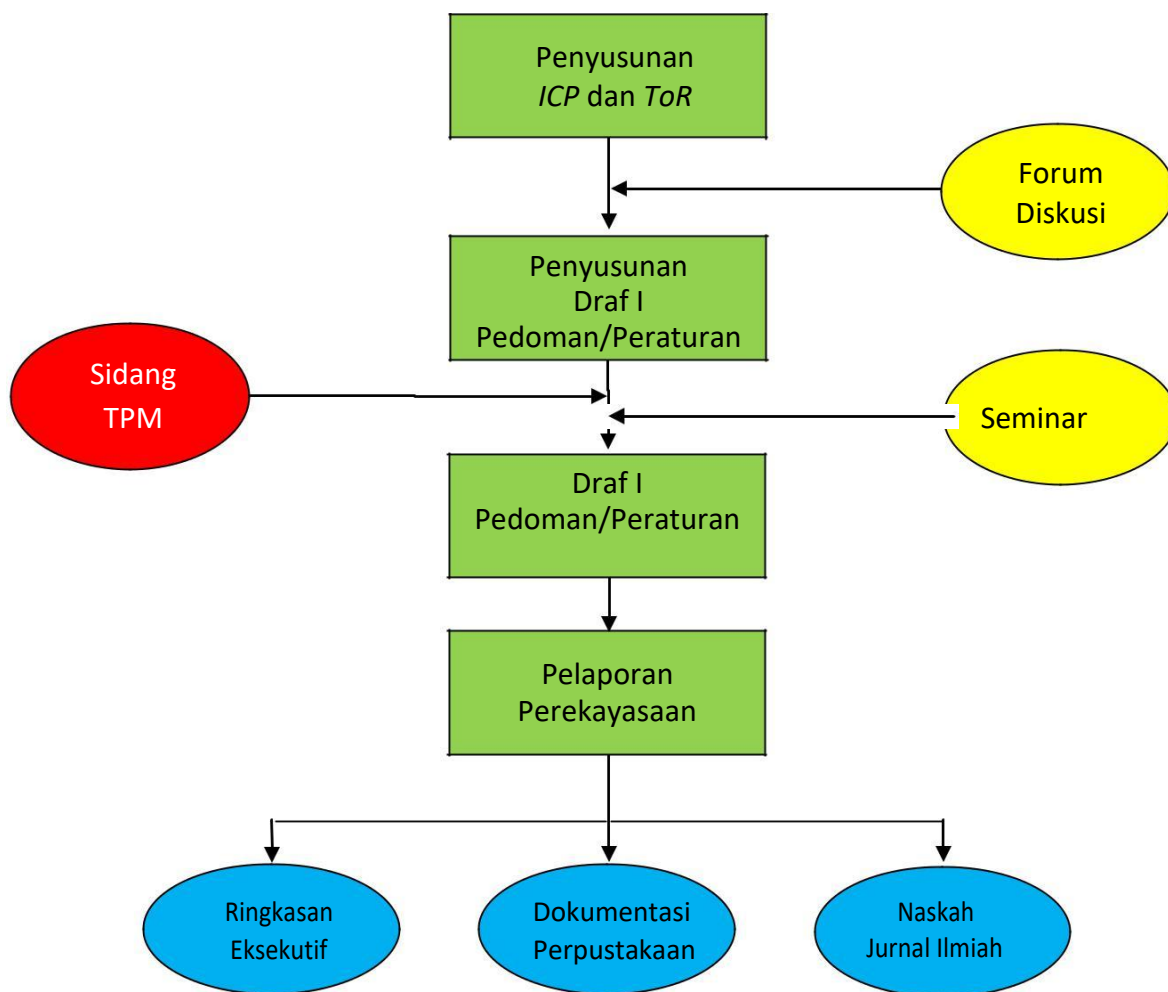 Penyusunan
ICP dan ToR
Forum
Diskusi
Penyusunan
Draf I
Pedoman/Peraturan
Sidang
TPM
Seminar
Draf I
Pedoman/Peraturan
Pelaporan
Perekayasaan
Ringkasan
Eksekutif
Dokumentasi
Perpustakaan
Naskah
Jurnal Ilmiah